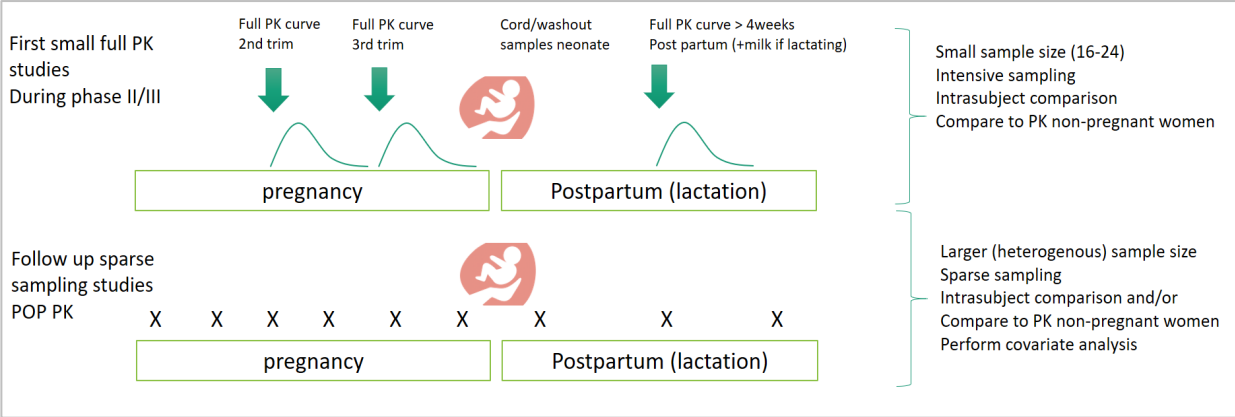 First small full PK
studies
During phase II/III
Full PK curve
2nd trim
Full PK curve
3rd trim
Cord/washout
samples neonate
Full PK curve > 4weeks
Post partum (+milk if lactating)
Small sample size (16-24)
Intensive sampling
Intrasubject comparison
Compare to PK non-pregnant women
pregnancy
Postpartum (lactation)
Follow up sparse
sampling studies
POP PK
X X X X X X X X X
pregnancy
Postpartum (lactation)
Larger (heterogenous) sample size
Sparse sampling
Intrasubject comparison and/or
Compare to PK non-pregnant women
Perform covariate analysis